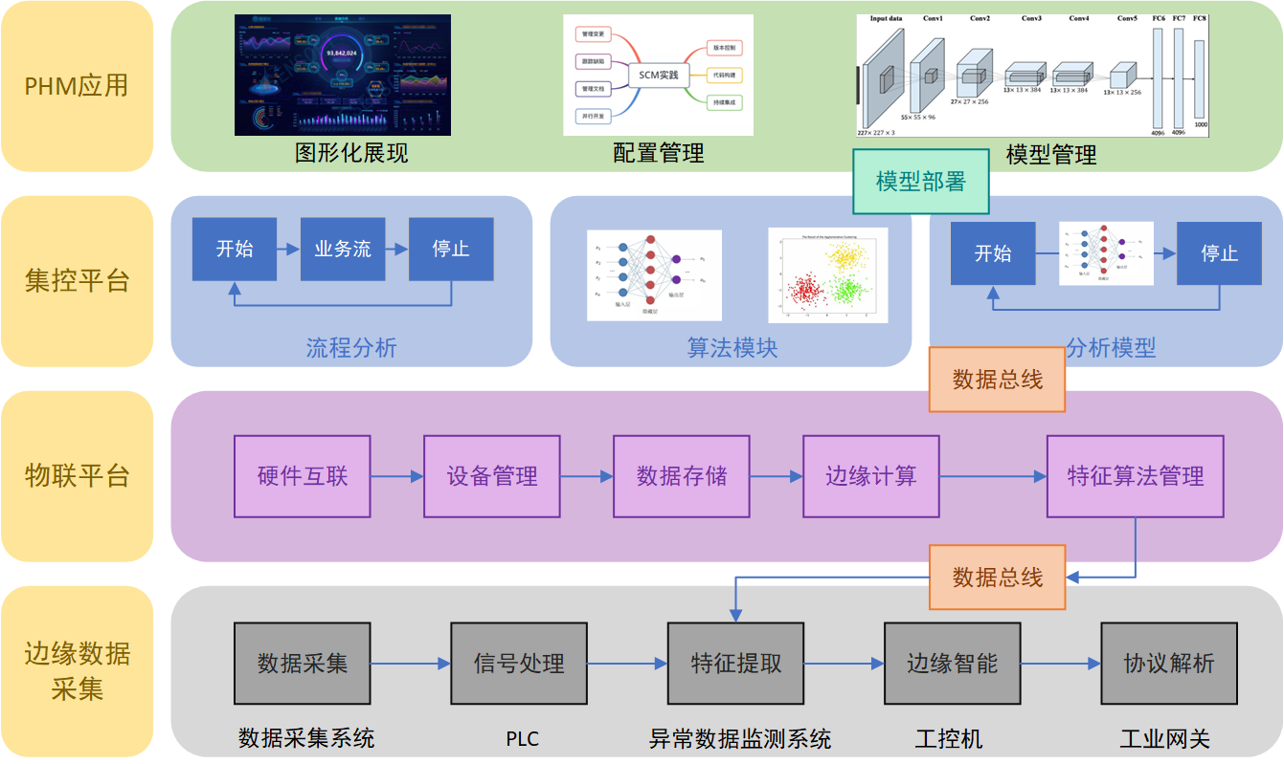 PHM应用
93,842,024
管理变更
跟踪缺陷
管理文档
并行开发
SCM实践
版本控制
代码构建
持续集成
Input data
Conv1
Conv2
Conv3
Conv4
Conv5
FC6
FC7
FC8
227× 227 × 3
55× 55 × 96
27× 27 × 256
13× 13 × 384
13× 13 × 384
13× 13 × 256
4096
4096
1000
图形化展现
配置管理
模型管理
模型部署
集控平台
开始
业务流
停止
流程分析
输入层
隐藏层
输出层
算法模块
开始
输入层
隐藏层
输出层
停止
分析模型
数据总线
物联平台
硬件互联
设备管理
数据存储
边缘计算
特征算法管理
数据总线
边缘数据
采集
数据采集
信号处理
特征提取
边缘智能
协议解析
数据采集系统
PLC
异常数据监测系统
工控机
工业网关